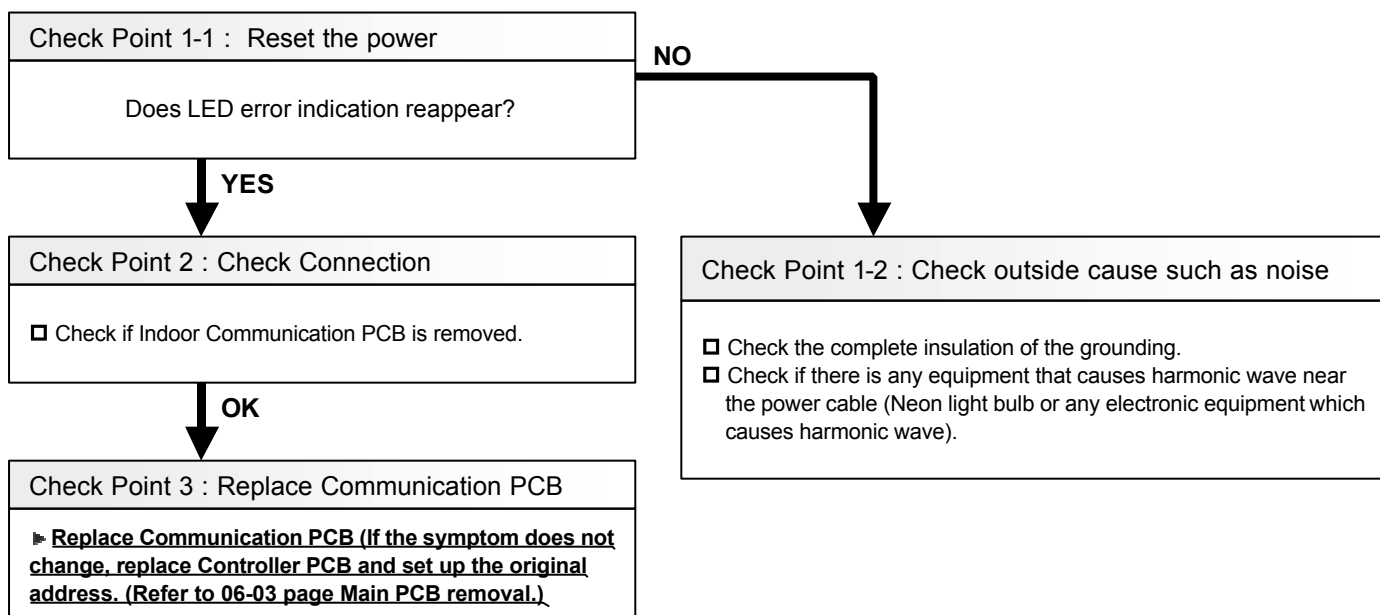 Check Point 1-1 :  Reset the power
Does LED error indication reappear?
NO
YES
Check Point 2 : Check Connection
☐ Check if Indoor Communication PCB is removed.
OK
Check Point 3 : Replace Communication PCB
▶ Replace Communication PCB (If the symptom does not
change, replace Controller PCB and set up the original
address. (Refer to 06-03 page Main PCB removal.)
Check Point 1-2 : Check outside cause such as noise
☐ Check the complete insulation of the grounding.
☐ Check if there is any equipment that causes harmonic wave near
the power cable (Neon light bulb or any electronic equipment which
causes harmonic wave).